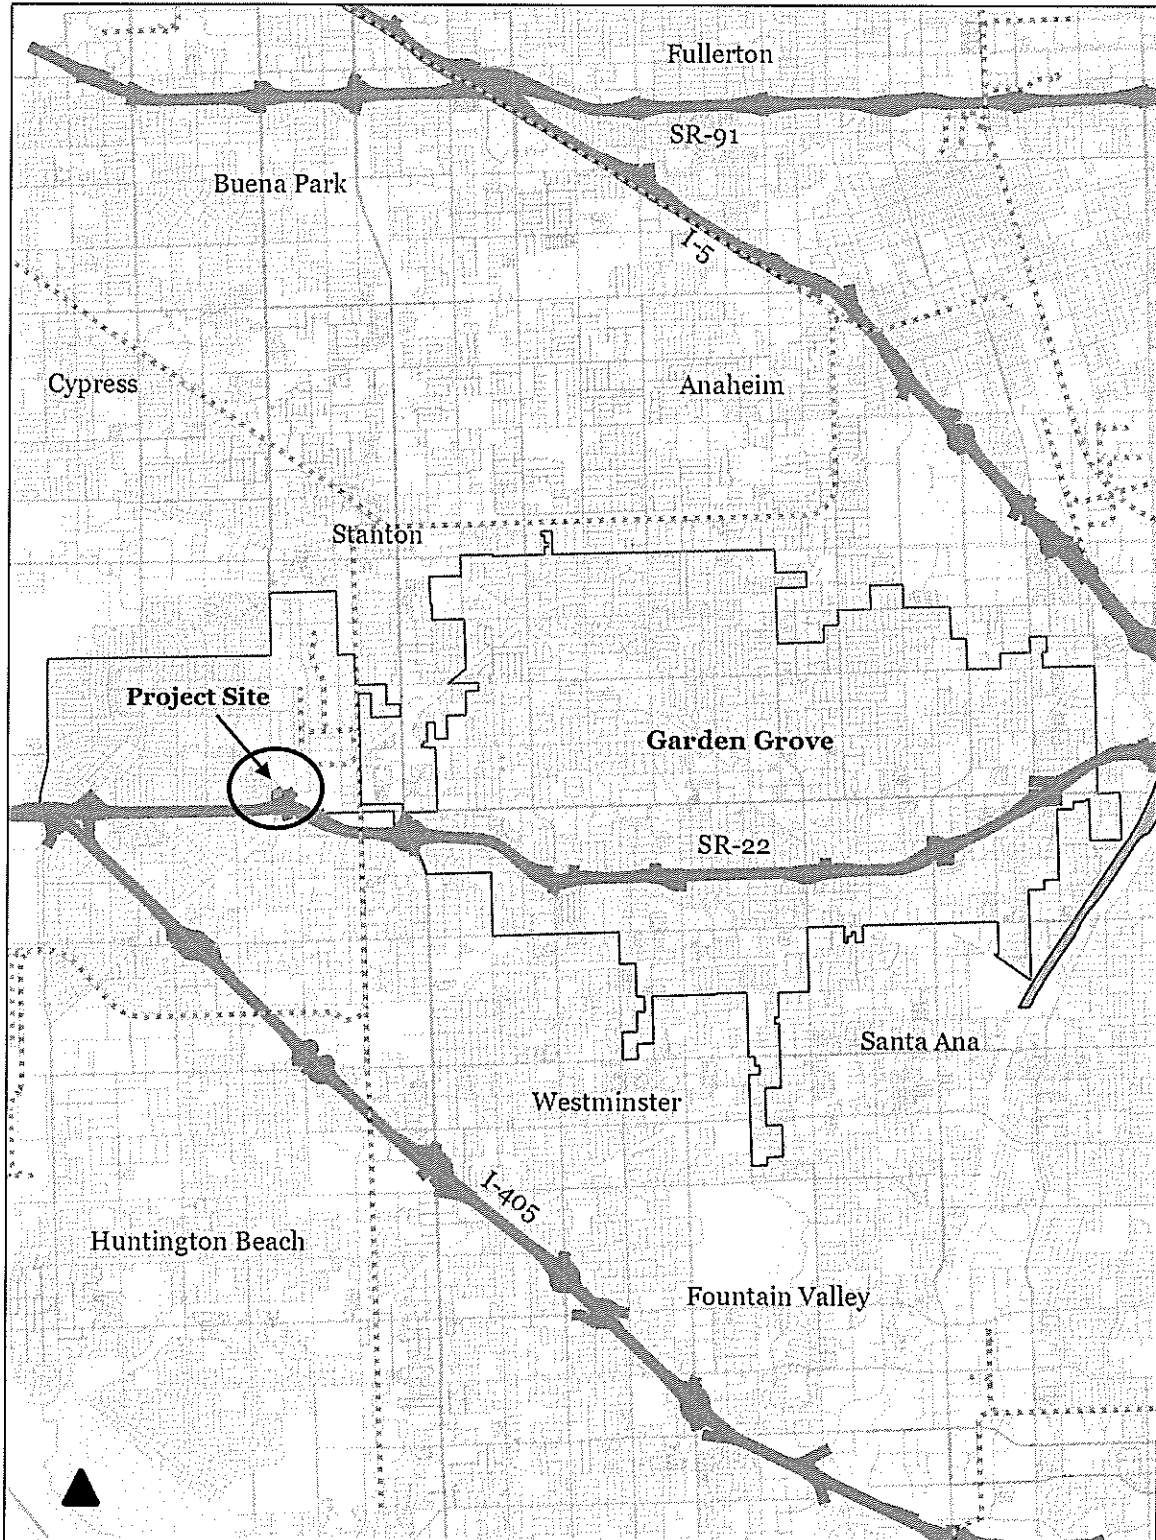 Fullerton
SR-91
Buena Park
I-5
Cypress
Anaheim
Stanton
Project Site
Garden Grove
SR-22
Santa Ana
Westminster
I-405
Huntington Beach
Fountain Valley